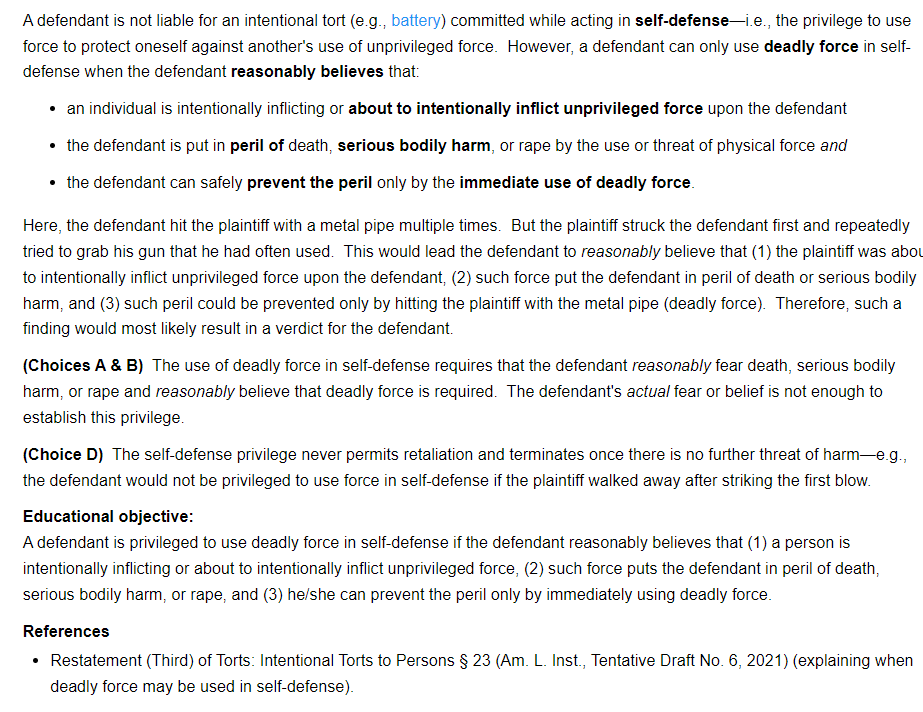 A defendant is not liable for an intentional tort (e.g., battery) committed while acting in self-defense—i.e., the privilege to use
force to protect oneself against another's use of unprivileged force.  However, a defendant can only use deadly force in self-
defense when the defendant reasonably believes that:
• an individual is intentionally inflicting or about to intentionally inflict unprivileged force upon the defendant
• the defendant is put in peril of death, serious bodily harm, or rape by the use or threat of physical force and
• the defendant can safely prevent the peril only by the immediate use of deadly force.
Here, the defendant hit the plaintiff with a metal pipe multiple times.  But the plaintiff struck the defendant first and repeatedly
tried to grab his gun that he had often used.  This would lead the defendant to reasonably believe that (1) the plaintiff was abou
to intentionally inflict unprivileged force upon the defendant, (2) such force put the defendant in peril of death or serious bodily
harm, and (3) such peril could be prevented only by hitting the plaintiff with the metal pipe (deadly force).  Therefore, such a
finding would most likely result in a verdict for the defendant.
(Choices A & B)  The use of deadly force in self-defense requires that the defendant reasonably fear death, serious bodily
harm, or rape and reasonably believe that deadly force is required.  The defendant's actual fear or belief is not enough to
establish this privilege.
(Choice D)  The self-defense privilege never permits retaliation and terminates once there is no further threat of harm—e.g.,
the defendant would not be privileged to use force in self-defense if the plaintiff walked away after striking the first blow.
Educational objective:
A defendant is privileged to use deadly force in self-defense if the defendant reasonably believes that (1) a person is
intentionally inflicting or about to intentionally inflict unprivileged force, (2) such force puts the defendant in peril of death,
serious bodily harm, or rape, and (3) he/she can prevent the peril only by immediately using deadly force.
References
• Restatement (Third) of Torts: Intentional Torts to Persons § 23 (Am. L. Inst., Tentative Draft No. 6, 2021) (explaining when
deadly force may be used in self-defense).